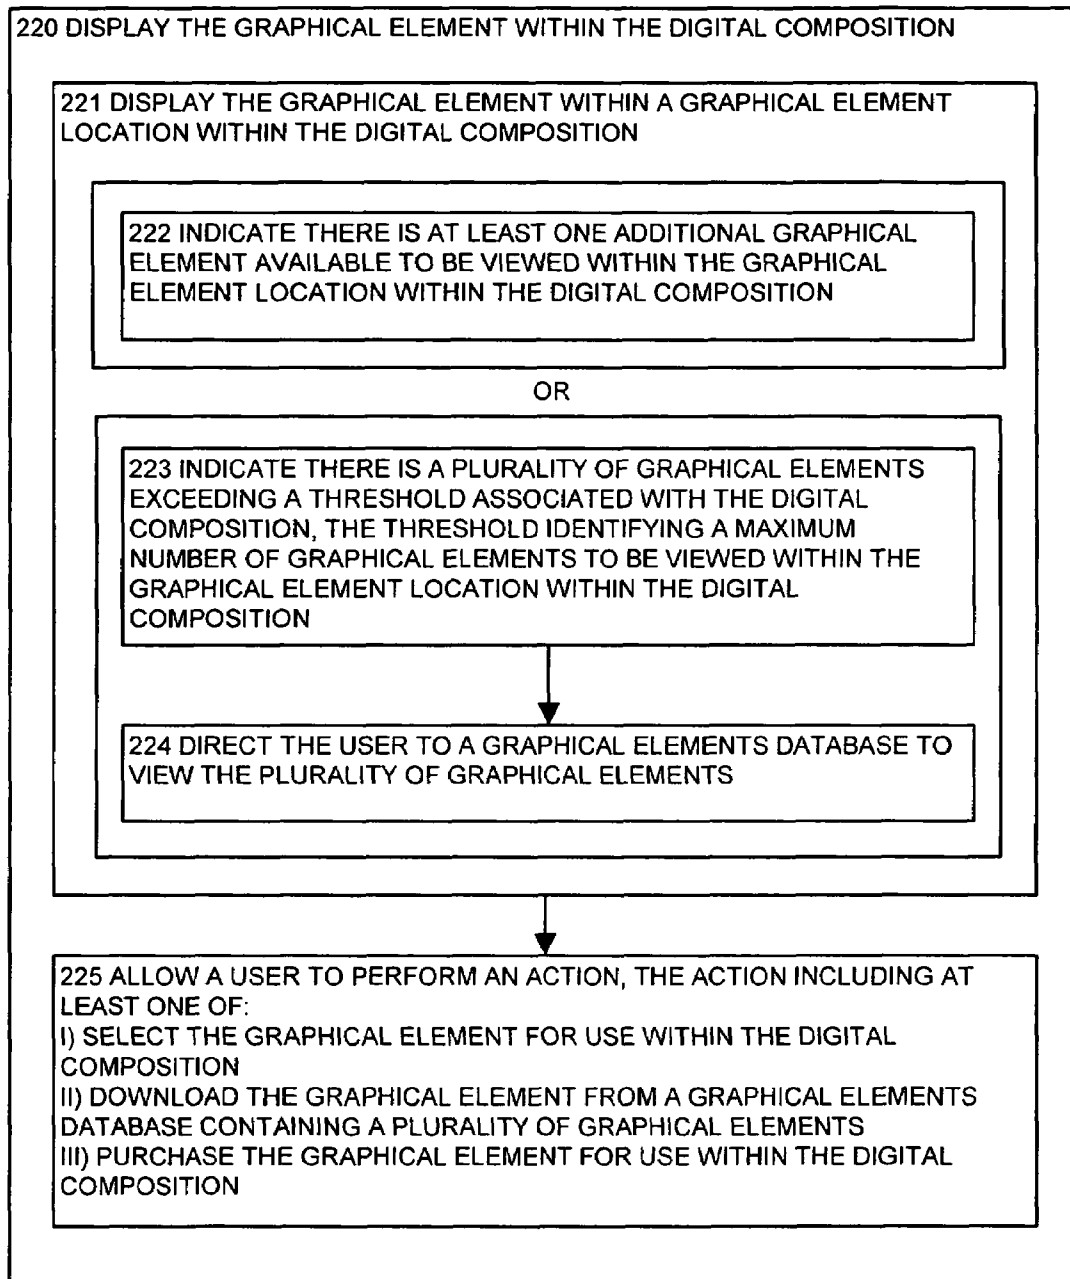 220 DISPLAY THE GRAPHICAL ELEMENT WITHIN THE DIGITAL COMPOSITION
221 DISPLAY THE GRAPHICAL ELEMENT WITHIN A GRAPHICAL ELEMENT
LOCATION WITHIN THE DIGITAL COMPOSITION
222 INDICATE THERE IS AT LEAST ONE ADDITIONAL GRAPHICAL
ELEMENT AVAILABLE TO BE VIEWED WITHIN THE GRAPHICAL
ELEMENT LOCATION WITHIN THE DIGITAL COMPOSITION
OR
223 INDICATE THERE IS A PLURALITY OF GRAPHICAL ELEMENTS
EXCEEDING A THRESHOLD ASSOCIATED WITH THE DIGITAL
COMPOSITION, THE THRESHOLD IDENTIFYING A MAXIMUM
NUMBER OF GRAPHICAL ELEMENTS TO BE VIEWED WITHIN THE
GRAPHICAL ELEMENT LOCATION WITHIN THE DIGITAL
COMPOSITION
224 DIRECT THE USER TO A GRAPHICAL ELEMENTS DATABASE TO
VIEW THE PLURALITY OF GRAPHICAL ELEMENTS
225 ALLOW A USER TO PERFORM AN ACTION, THE ACTION INCLUDING AT
LEAST ONE OF:
I) SELECT THE GRAPHICAL ELEMENT FOR USE WITHIN THE DIGITAL
COMPOSITION
II) DOWNLOAD THE GRAPHICAL ELEMENT FROM A GRAPHICAL ELEMENTS
DATABASE CONTAINING A PLURALITY OF GRAPHICAL ELEMENTS
III) PURCHASE THE GRAPHICAL ELEMENT FOR USE WITHIN THE DIGITAL
COMPOSITION